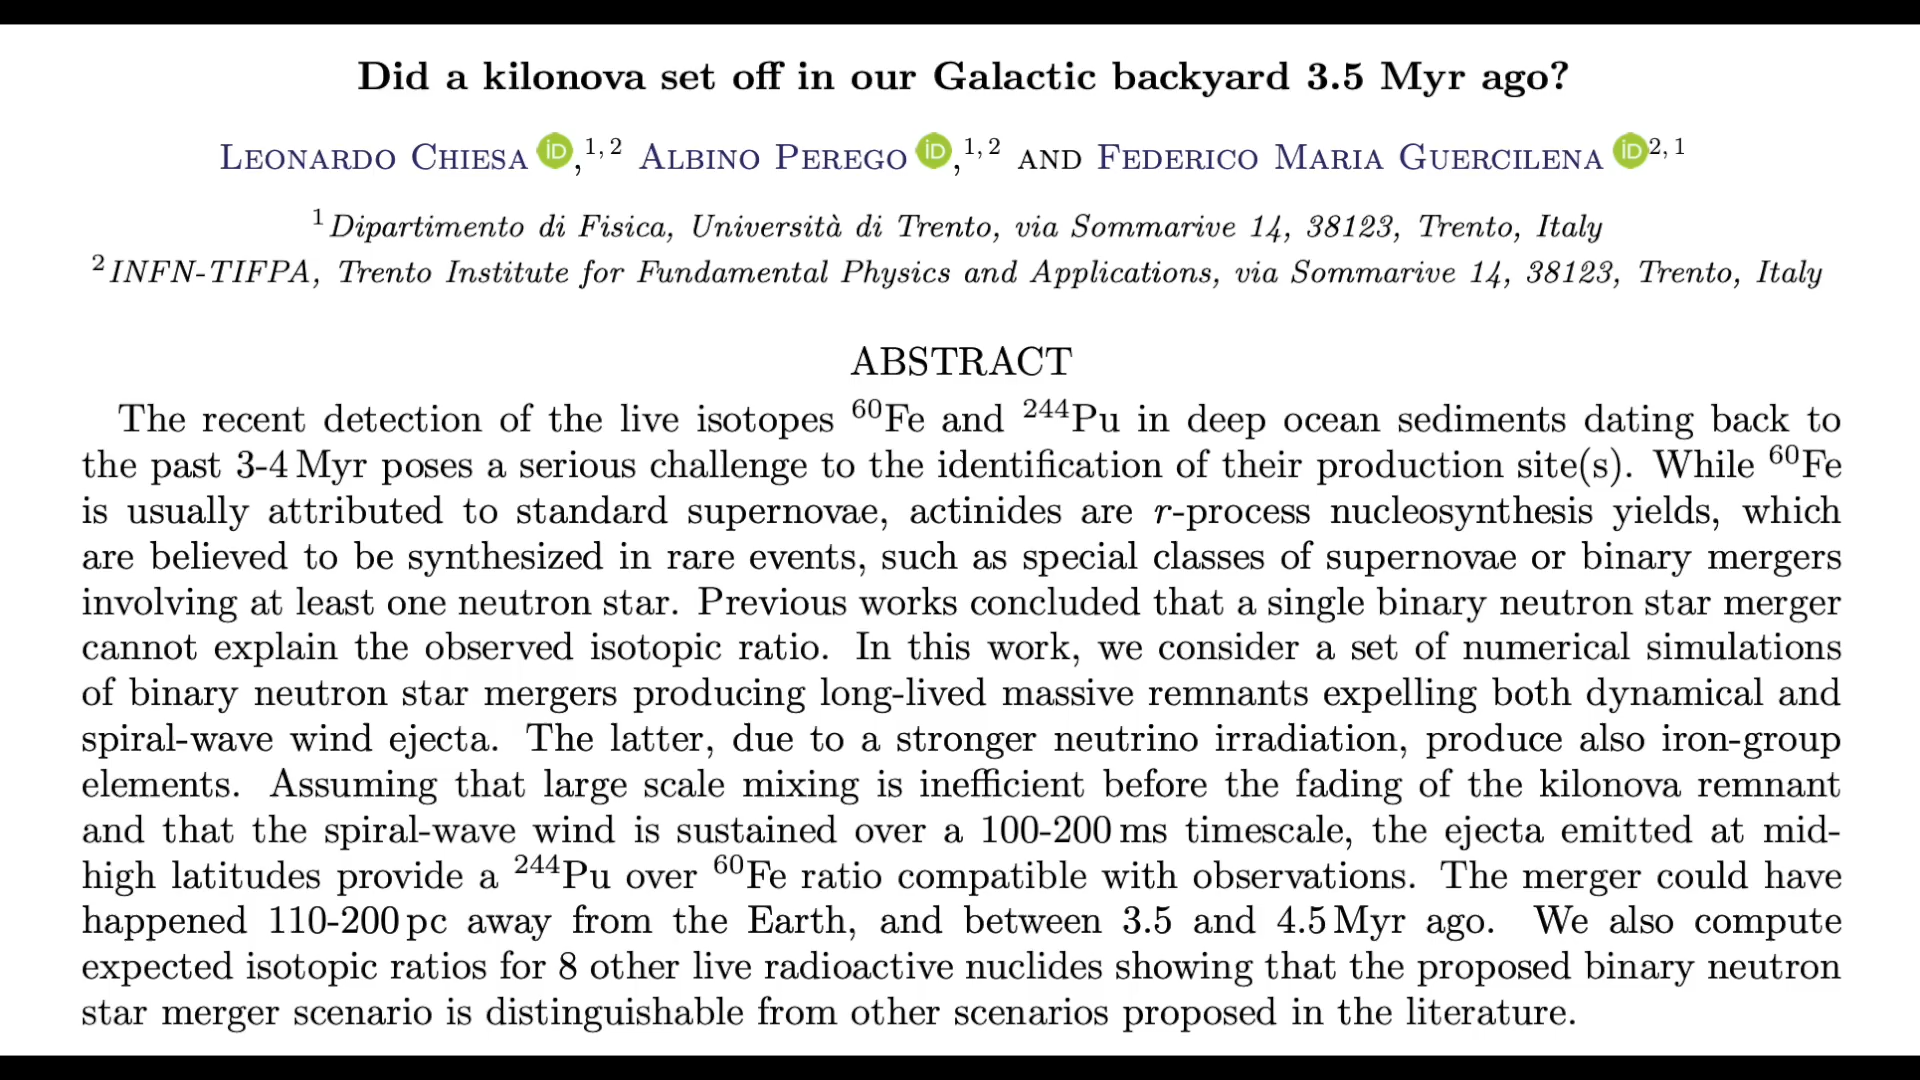 Did a kilonova set off in our Galactic backyard 3.5 Myr ago?
Leonardo Chiesa iD,1,2 Albino Perego iD,1,2 and Federico Maria Guercilena iD2,1
1Dipartimento di Fisica, Università di Trento, via Sommarive 14, 38123, Trento, Italy
2INFN-TIFPA, Trento Institute for Fundamental Physics and Applications, via Sommarive 14, 38123, Trento, Italy
ABSTRACT
The recent detection of the live isotopes 60Fe and 244Pu in deep ocean sediments dating back to
the past 3-4 Myr poses a serious challenge to the identification of their production site(s). While 60Fe
is usually attributed to standard supernovae, actinides are r-process nucleosynthesis yields, which
are believed to be synthesized in rare events, such as special classes of supernovae or binary mergers
involving at least one neutron star. Previous works concluded that a single binary neutron star merger
cannot explain the observed isotopic ratio. In this work, we consider a set of numerical simulations
of binary neutron star mergers producing long-lived massive remnants expelling both dynamical and
spiral-wave wind ejecta. The latter, due to a stronger neutrino irradiation, produce also iron-group
elements. Assuming that large scale mixing is inefficient before the fading of the kilonova remnant
and that the spiral-wave wind is sustained over a 100-200 ms timescale, the ejecta emitted at mid-
high latitudes provide a 244Pu over 60Fe ratio compatible with observations. The merger could have
happened 110-200 pc away from the Earth, and between 3.5 and 4.5 Myr ago. We also compute
expected isotopic ratios for 8 other live radioactive nuclides showing that the proposed binary neutron
star merger scenario is distinguishable from other scenarios proposed in the literature.